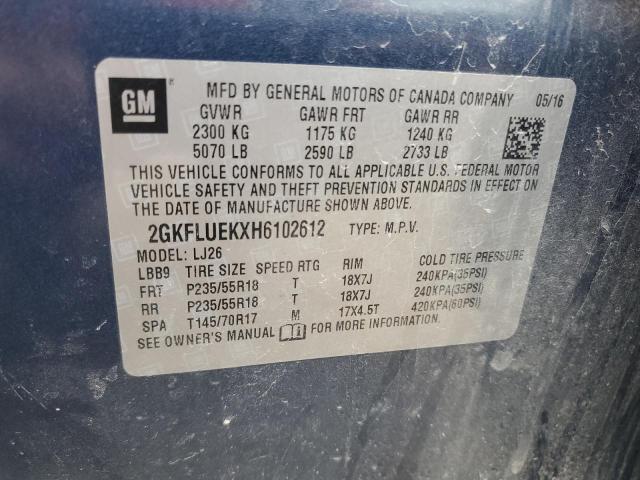 GM
MFD BY GENERAL MOTORS OF CANADA COMPANY 05/16
GVWR GAWR FRT GAWR RR
2300 KG 1175 KG 1240 KG
5070 LB 2590 LB 2733 LB
THIS VEHICLE CONFORMS TO ALL APPLICABLE U.S. FEDERAL MOTOR
VEHICLE SAFETY AND THEFT PREVENTION STANDARDS IN EFFECT ON
THE DATE OF MANUFACTURE SHOWN ABOVE.
2GKFLUEKXH6102612 TYPE: M.P.V.
MODEL: LJ26
LBB9 TIRE SIZE SPEED RTG RIM COLD TIRE PRESSURE
FRT P235/55R18 T 18X7J 240KPA(35PSI)
RR P235/55R18 T 18X7J 240KPA(35PSI)
SPA T145/70R17 M 17X4.5T 420KPA(60PSI)
SEE OWNER'S MANUAL FOR MORE INFORMATION.